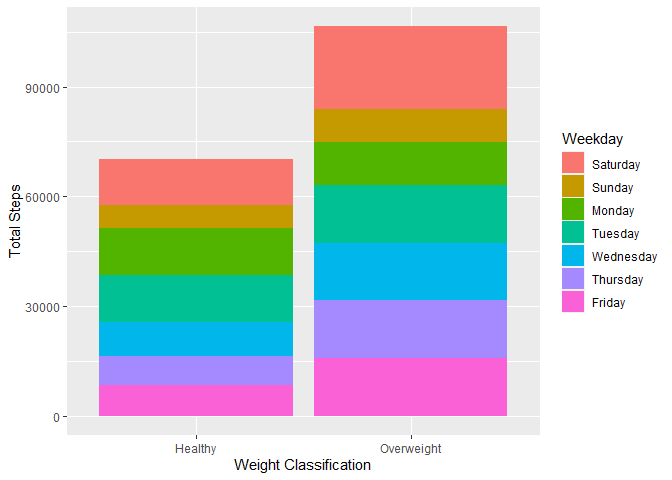 Total Steps
90000
60000
30000
0
Healthy
Overweight
Weight Classification
Weekday
Saturday
Sunday
Monday
Tuesday
Wednesday
Thursday
Friday